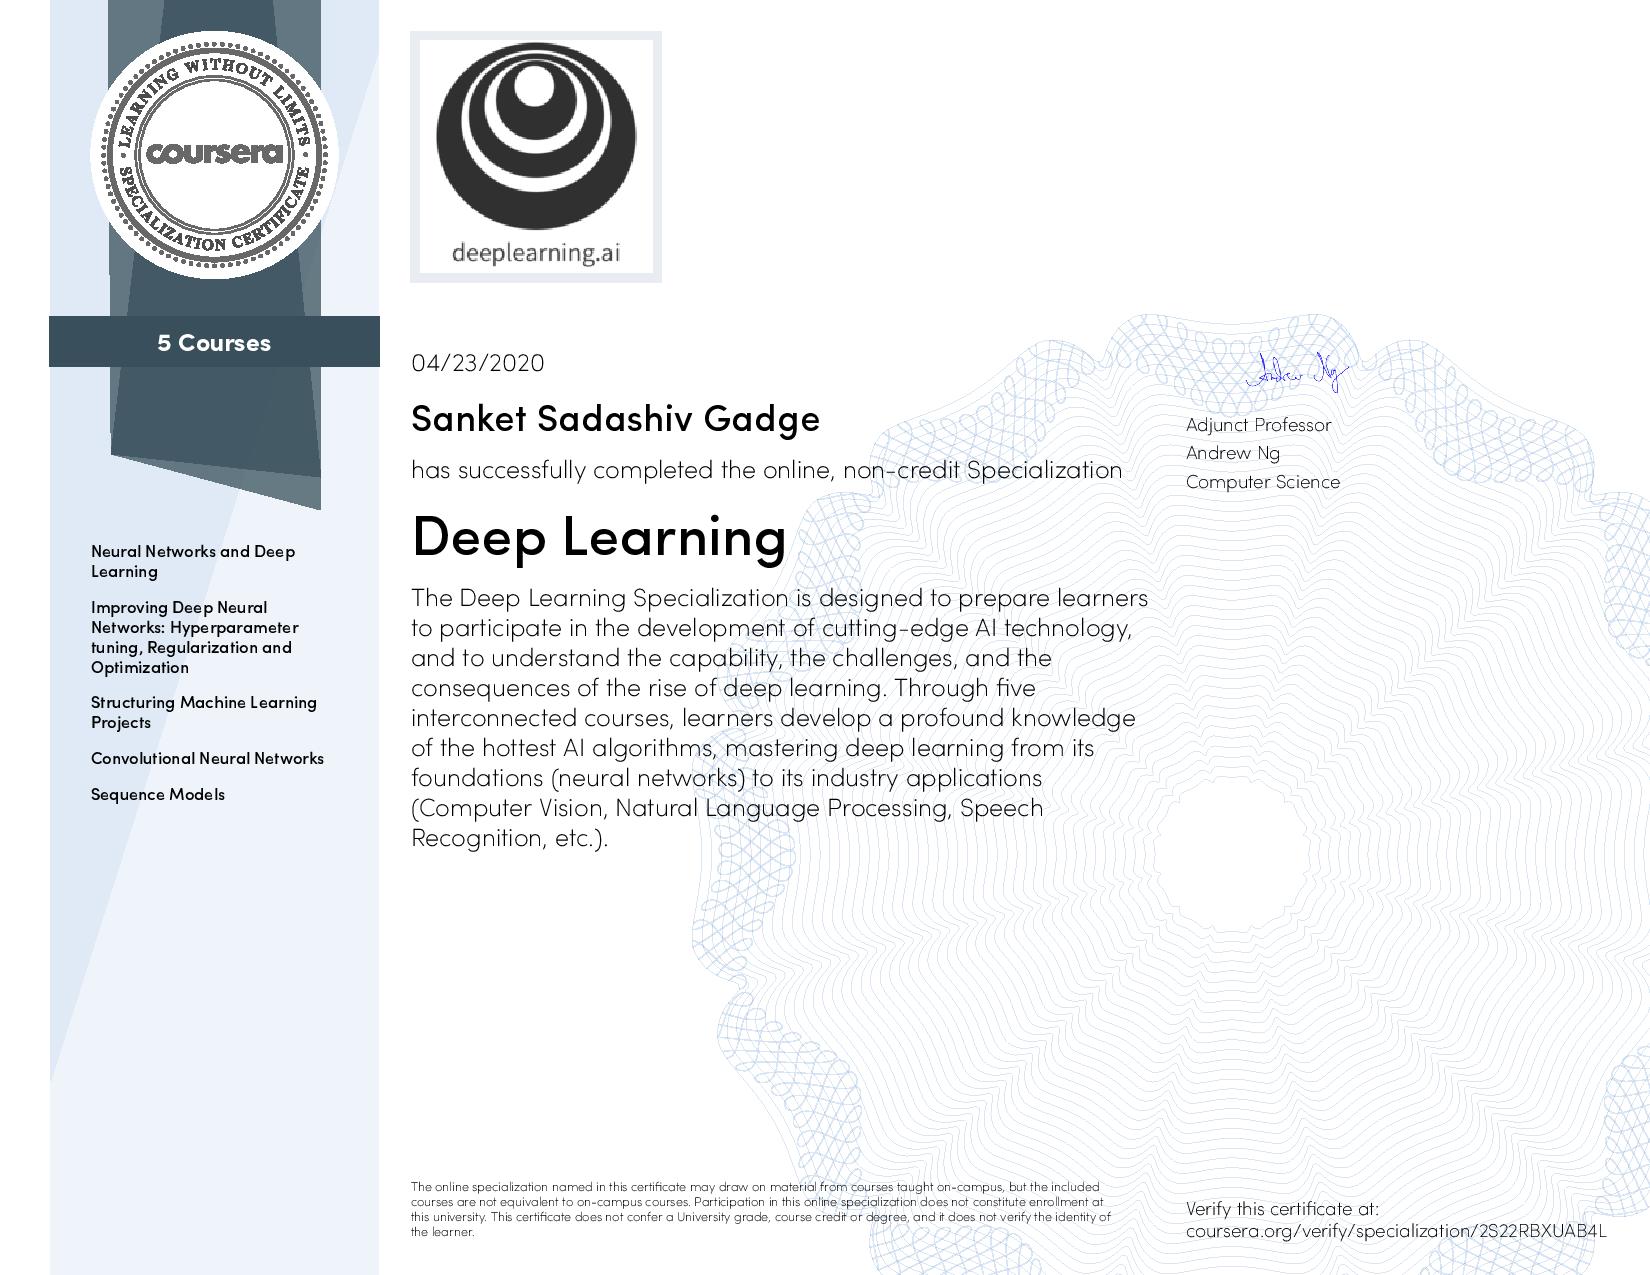 LEARNING WITHOUT LIMITS
coursera
SPECIALIZATION CERTIFICATE
deeplearning.ai
5 Courses
Neural Networks and Deep
Learning
Improving Deep Neural
Networks: Hyperparameter
tuning, Regularization and
Optimization
Structuring Machine Learning
Projects
Convolutional Neural Networks
Sequence Models
04/23/2020
Sanket Sadashiv Gadge
has successfully completed the online, non-credit Specialization
Deep Learning
The Deep Learning Specialization is designed to prepare learners
to participate in the development of cutting-edge AI technology,
and to understand the capability, the challenges, and the
consequences of the rise of deep learning. Through five
interconnected courses, learners develop a profound knowledge
of the hottest AI algorithms, mastering deep learning from its
foundations (neural networks) to its industry applications
(Computer Vision, Natural Language Processing, Speech
Recognition, etc.).
Andrew Ng
Adjunct Professor
Andrew Ng
Computer Science
The online specialization named in this certificate may draw on material from courses taught on-campus, but the included
courses are not equivalent to on-campus courses. Participation in this online specialization does not constitute enrollment at
this university. This certificate does not confer a University grade, course credit or degree, and it does not verify the identity of
the learner.
Verify this certificate at:
coursera.org/verify/specialization/2S22RBXUAB4L